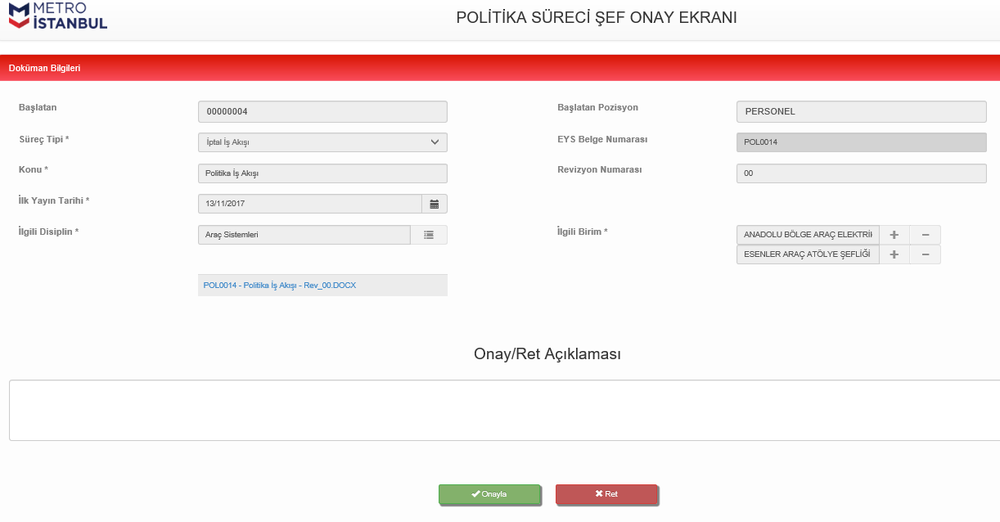 METRO
İSTANBUL
POLİTİKA SÜRECİ ŞEF ONAY EKRANI
Doküman Bilgileri
Başlatan
00000004
Başlatan Pozisyon
PERSONEL
Süreç Tipi *
İptal İş Akışı
EYS Belge Numarası
POL0014
Konu *
Politika İş Akışı
Revizyon Numarası
00
İlk Yayın Tarihi *
13/11/2017
İlgili Disiplin *
Araç Sistemleri
İlgili Birim *
ANADOLU BÖLGE ARAÇ ELEKTRİK
ESENLER ARAÇ ATÖLYE ŞEFLİĞİ
POL0014 - Politika İş Akışı - Rev_00.DOCX
Onay/Ret Açıklaması
Onayla
Ret